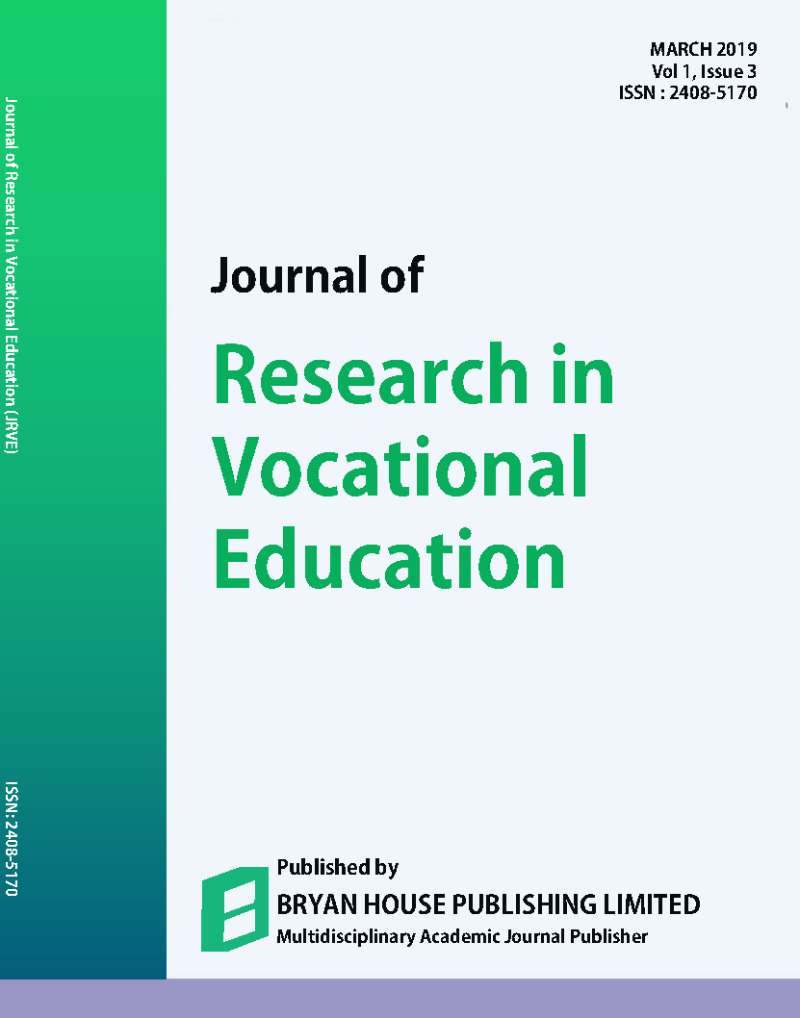 MARCH 2019
Vol 1, Issue 3
ISSN : 2408-5170
Journal of Research in Vocational Education (JRVE)
Journal of
Research in
Vocational
Education
ISSN: 2408-5170
Published by
BRYAN HOUSE PUBLISHING LIMITED
Multidisciplinary Academic Journal Publisher